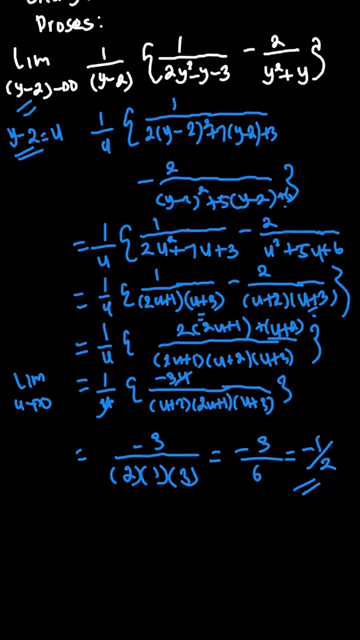 Proses:
lim (y-2)→00 1/(y-2) { 1/(2y²-y-3) - 2/(y²+y) }
y-2=u 1/u { 1/(2(y-2)²+7(y-2)+3)
- 2/((y-2)²+5(y-2)+6) }
= 1/u { 1/(2u²+7u+3) - 2/(u²+5u+6)
= 1/u { 1/((2u+1)(u+3)) - 2/((u+2)(u+3)) }
= 1/u { 2(-2u+1)+(u+2) / (2u+1)(u+2)(u+3) }
lim u→00 = 1/u { -3u/((u+2)(2u+1)(u+3)) }
= -3/((2)(1)(3)) = -3/6 = -1/2